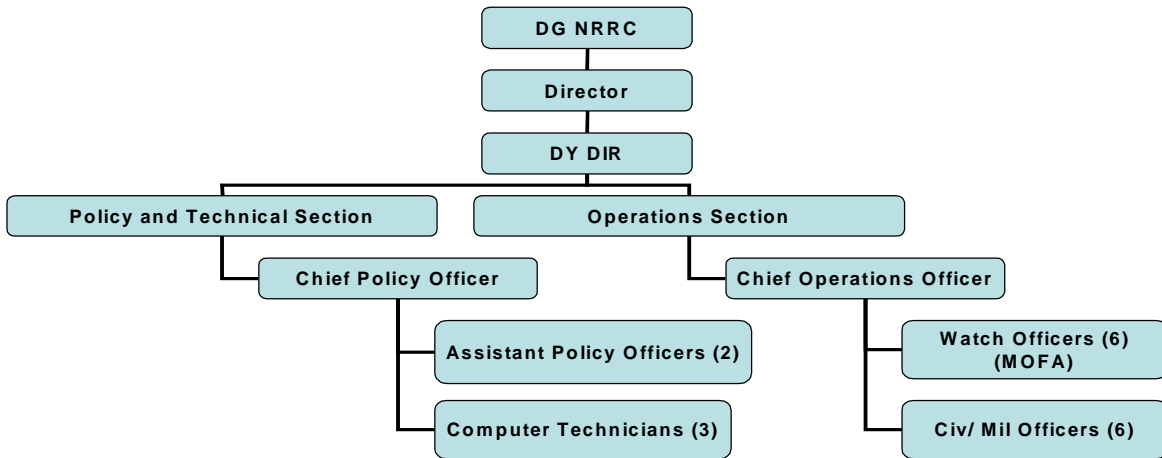 DG NRRC
Director
DY DIR
Policy and Technical Section
Operations Section
Chief Policy Officer
Chief Operations Officer
Assistant Policy Officers (2)
Computer Technicians (3)
Watch Officers (6)
(MOFA)
Civ/ Mil Officers (6)